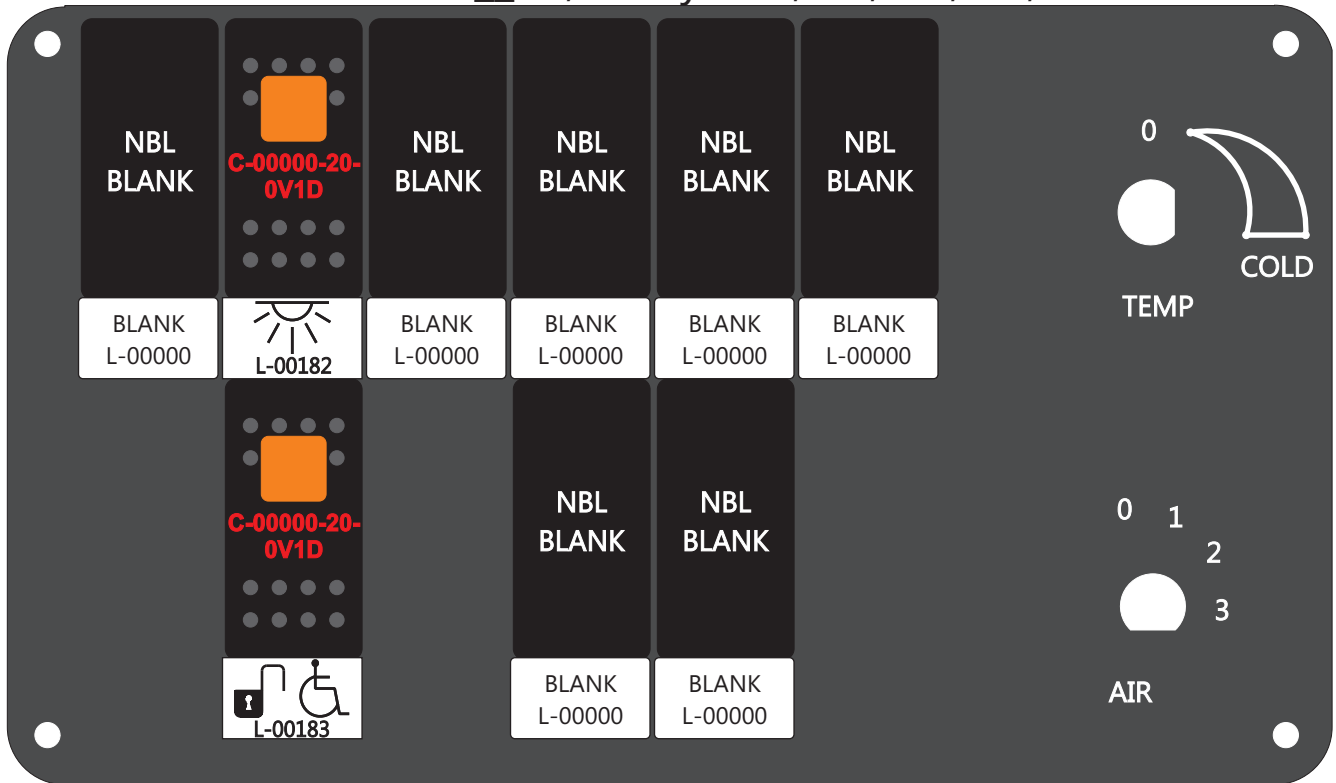 NBL
BLANK
C-00000-20-
0V1D
NBL
BLANK
NBL
BLANK
NBL
BLANK
NBL
BLANK
BLANK
L-00000
L-00182
BLANK
L-00000
BLANK
L-00000
BLANK
L-00000
BLANK
L-00000
0
COLD
TEMP
C-00000-20-
0V1D
NBL
BLANK
NBL
BLANK
L-00183
BLANK
L-00000
BLANK
L-00000
0
1
2
3
AIR